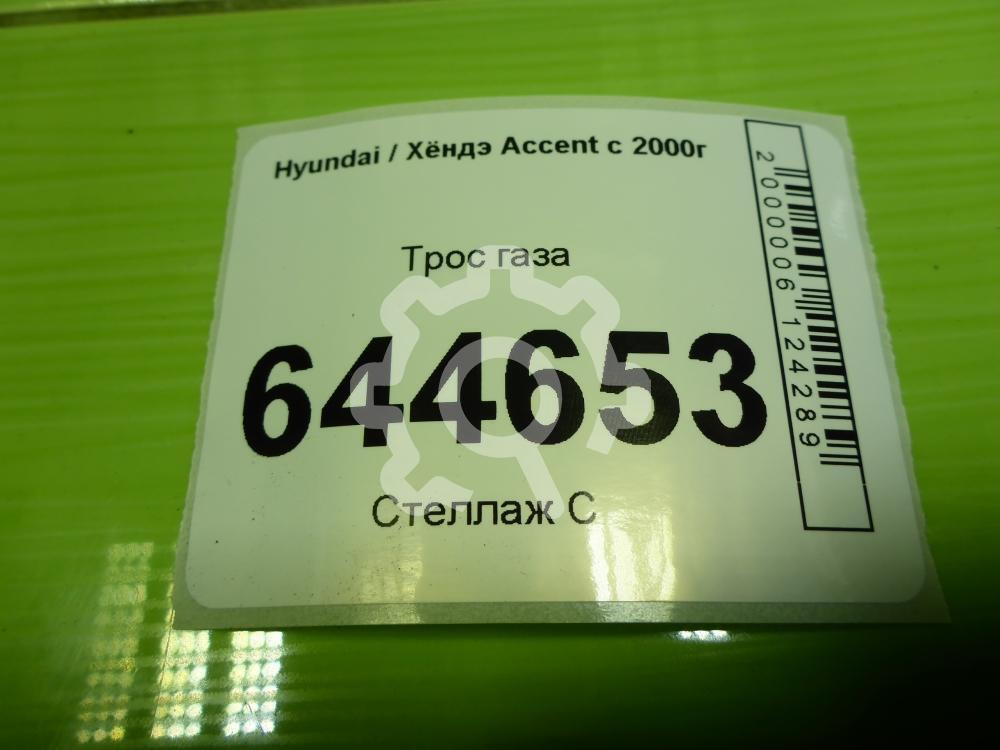 Hyundai / Хёндэ Accent с 2000г
Трос газа
644653
Стеллаж С
2000006124289